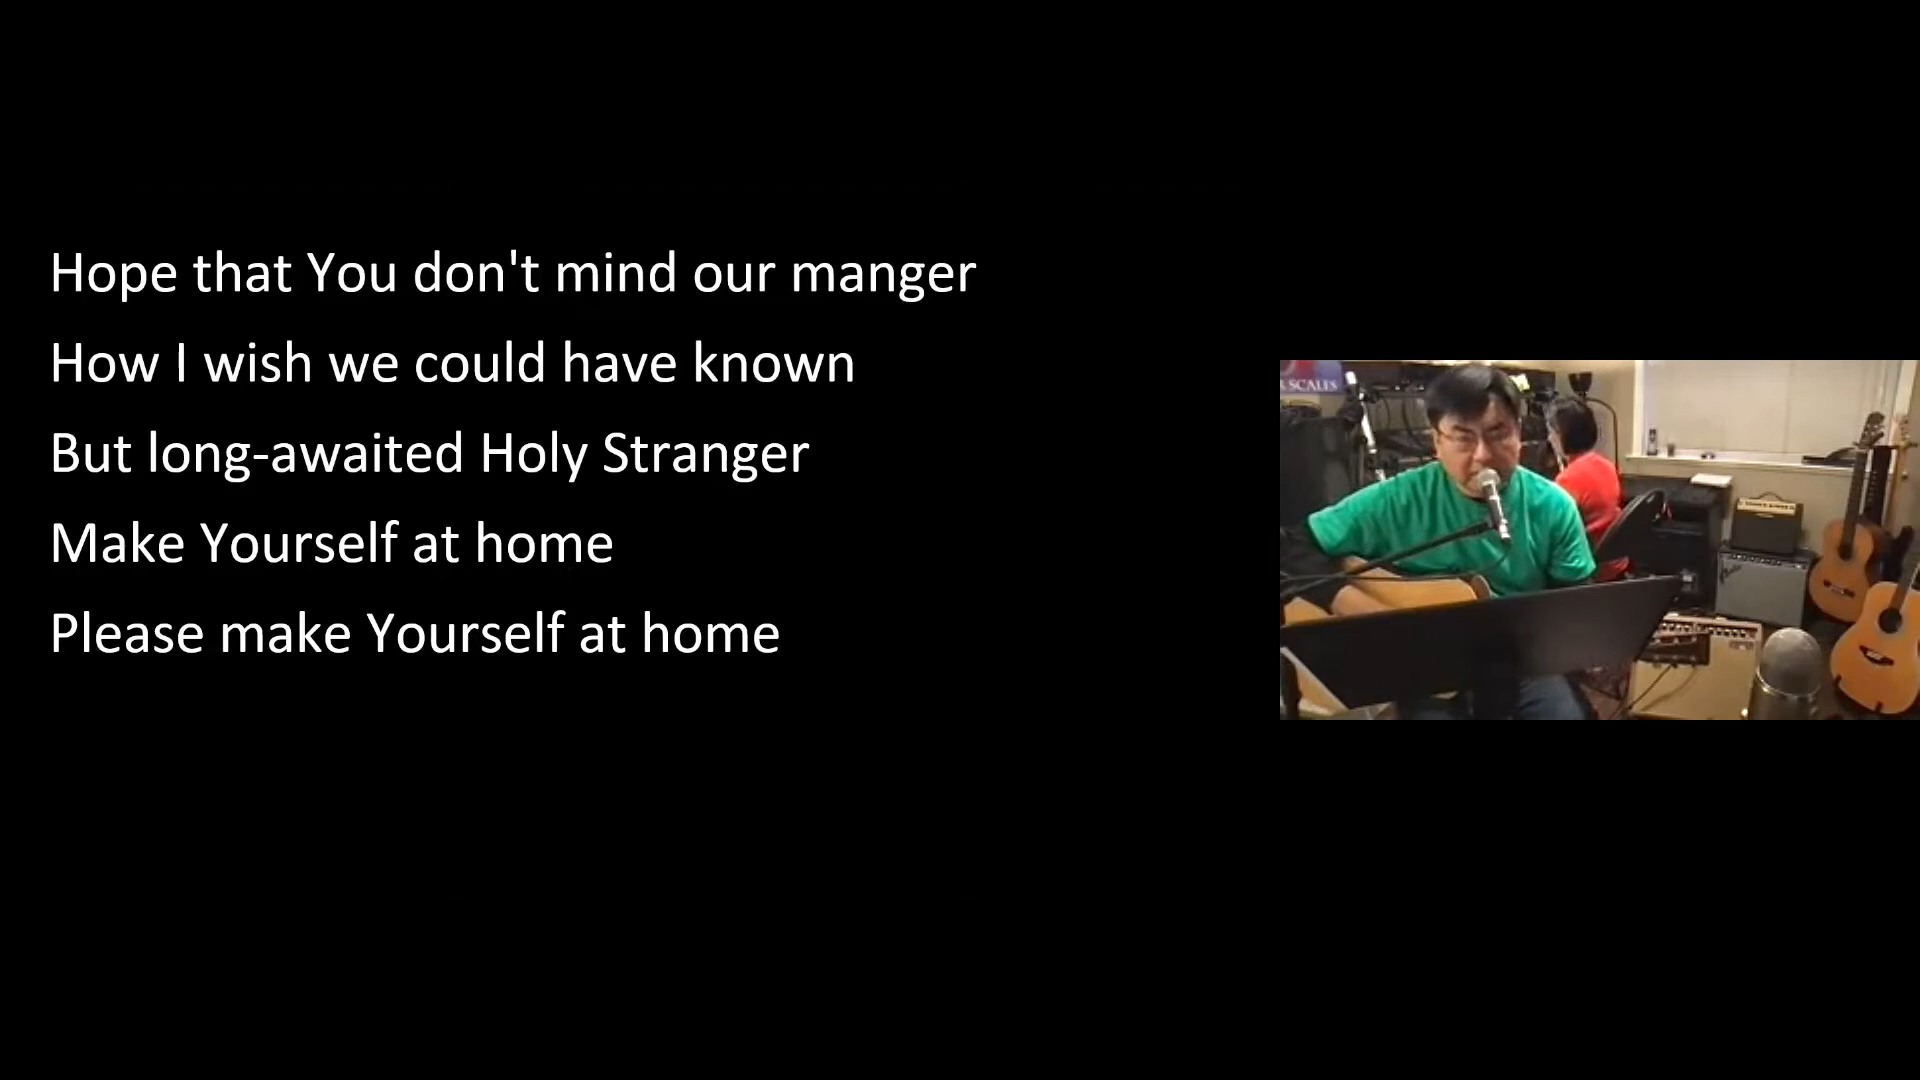 Hope that You don't mind our manger
How I wish we could have known
But long-awaited Holy Stranger
Make Yourself at home
Please make Yourself at home
SCALES